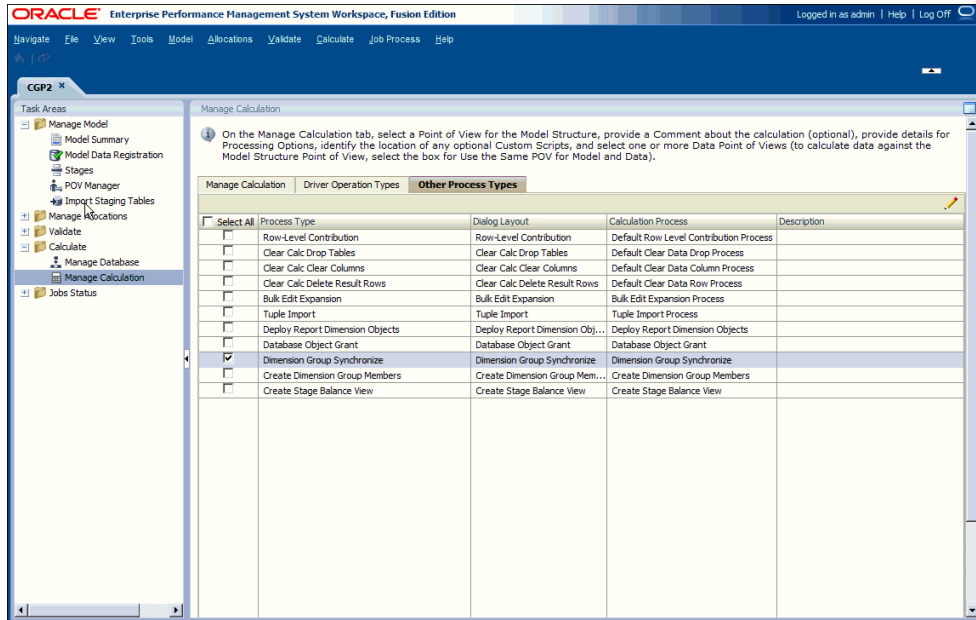 ORACLE® Enterprise Performance Management System Workspace, Fusion Edition
Logged in as admin | Help | Log Off
Navigate File View Tools Model Allocations Validate Calculate Job Process Help
CGP2
Task Areas
Manage Model
Model Summary
Model Data Registration
Stages
POV Manager
Import Staging Tables
Manage Allocations
Validate
Calculate
Manage Database
Manage Calculation
Jobs Status
Manage Calculation
On the Manage Calculation tab, select a Point of View for the Model Structure, provide a Comment about the calculation (optional), provide details for
Processing Options, identify the location of any optional Custom Scripts, and select one or more Data Point of Views (to calculate data against the
Model Structure Point of View, select the box for Use the Same POV for Model and Data).
Manage Calculation Driver Operation Types Other Process Types
Select All Process Type Dialog Layout Calculation Process Description
Row-Level Contribution Row-Level Contribution Default Row Level Contribution Process
Clear Calc Drop Tables Clear Calc Drop Tables Default Clear Data Drop Process
Clear Calc Clear Columns Clear Calc Clear Columns Default Clear Data Column Process
Clear Calc Delete Result Rows Clear Calc Delete Result Rows Default Clear Data Row Process
Bulk Edit Expansion Bulk Edit Expansion Bulk Edit Expansion Process
Tuple Import Tuple Import Tuple Import Process
Deploy Report Dimension Objects Deploy Report Dimension Obj... Deploy Report Dimension Objects
Database Object Grant Database Object Grant Database Object Grant
Dimension Group Synchronize Dimension Group Synchronize Dimension Group Synchronize
Create Dimension Group Members Create Dimension Group Mem... Create Dimension Group Members
Create Stage Balance View Create Stage Balance View Create Stage Balance View